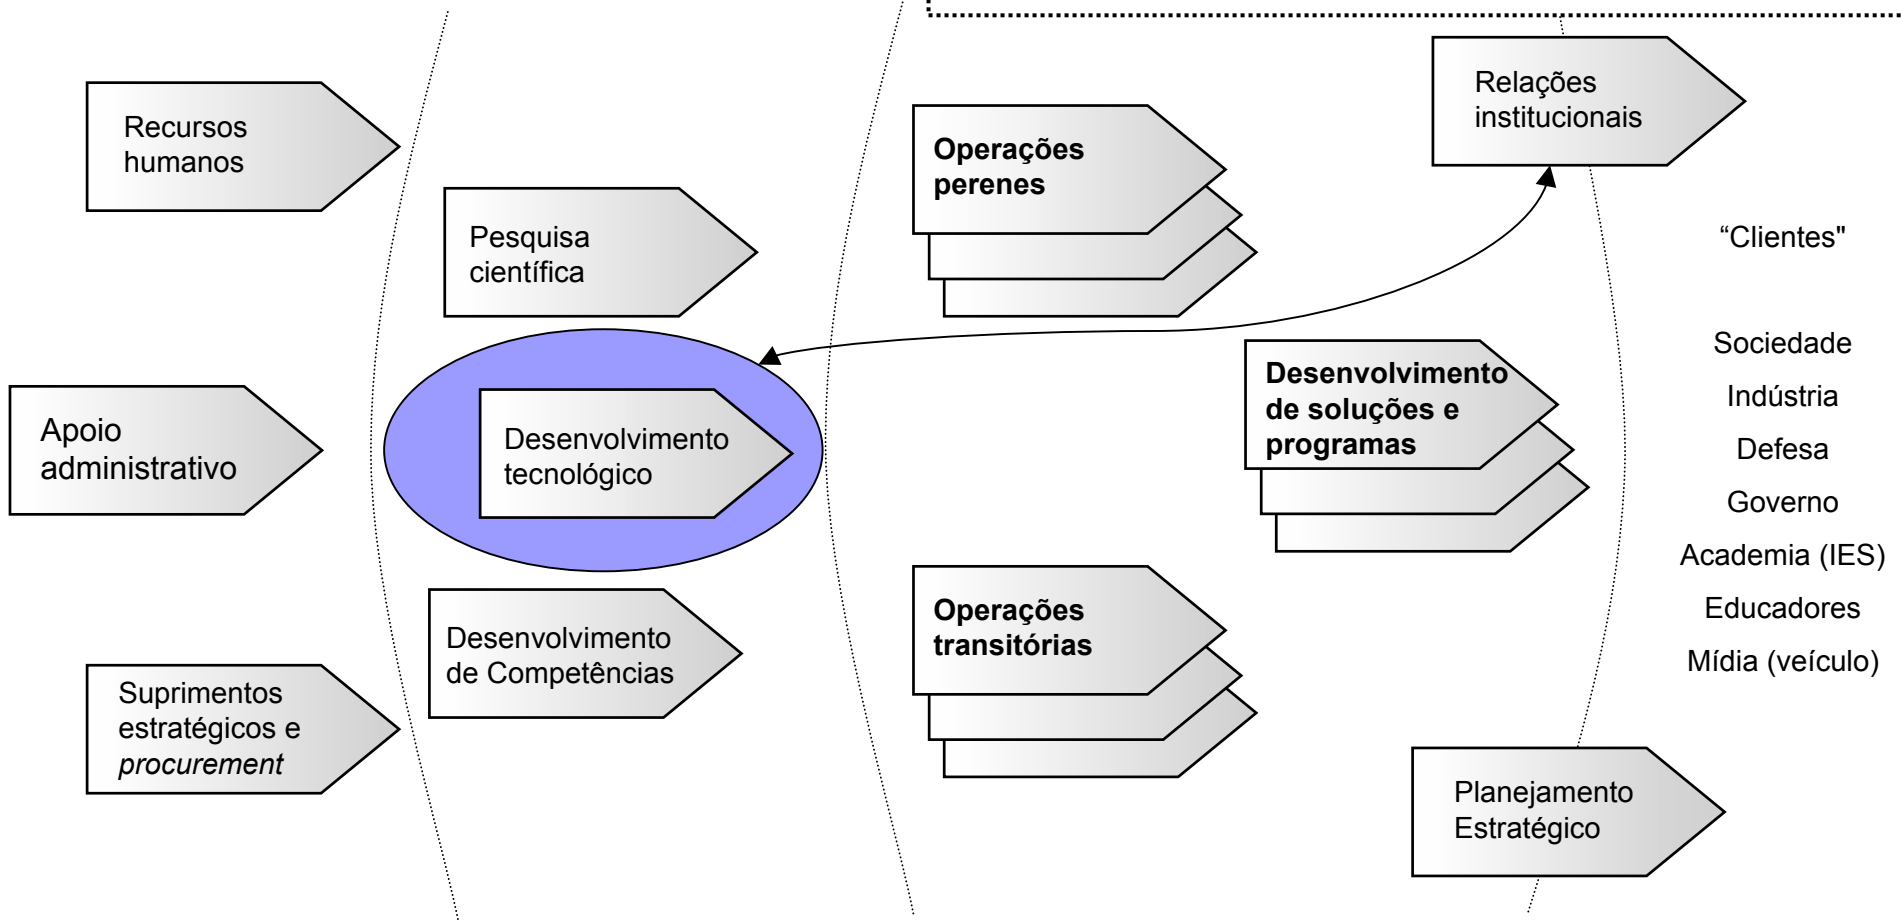 Recursos
humanos
Apoio
administrativo
Suprimentos
estratégicos e
procurement
Pesquisa
científica
Desenvolvimento
tecnológico
Desenvolvimento
de Competências
Operações
perenes
Operações
transitórias
Desenvolvimento
de soluções e
programas
Relações
institucionais
Planejamento
Estratégico
“Clientes"
Sociedade
Indústria
Defesa
Governo
Academia (IES)
Educadores
Mídia (veículo)